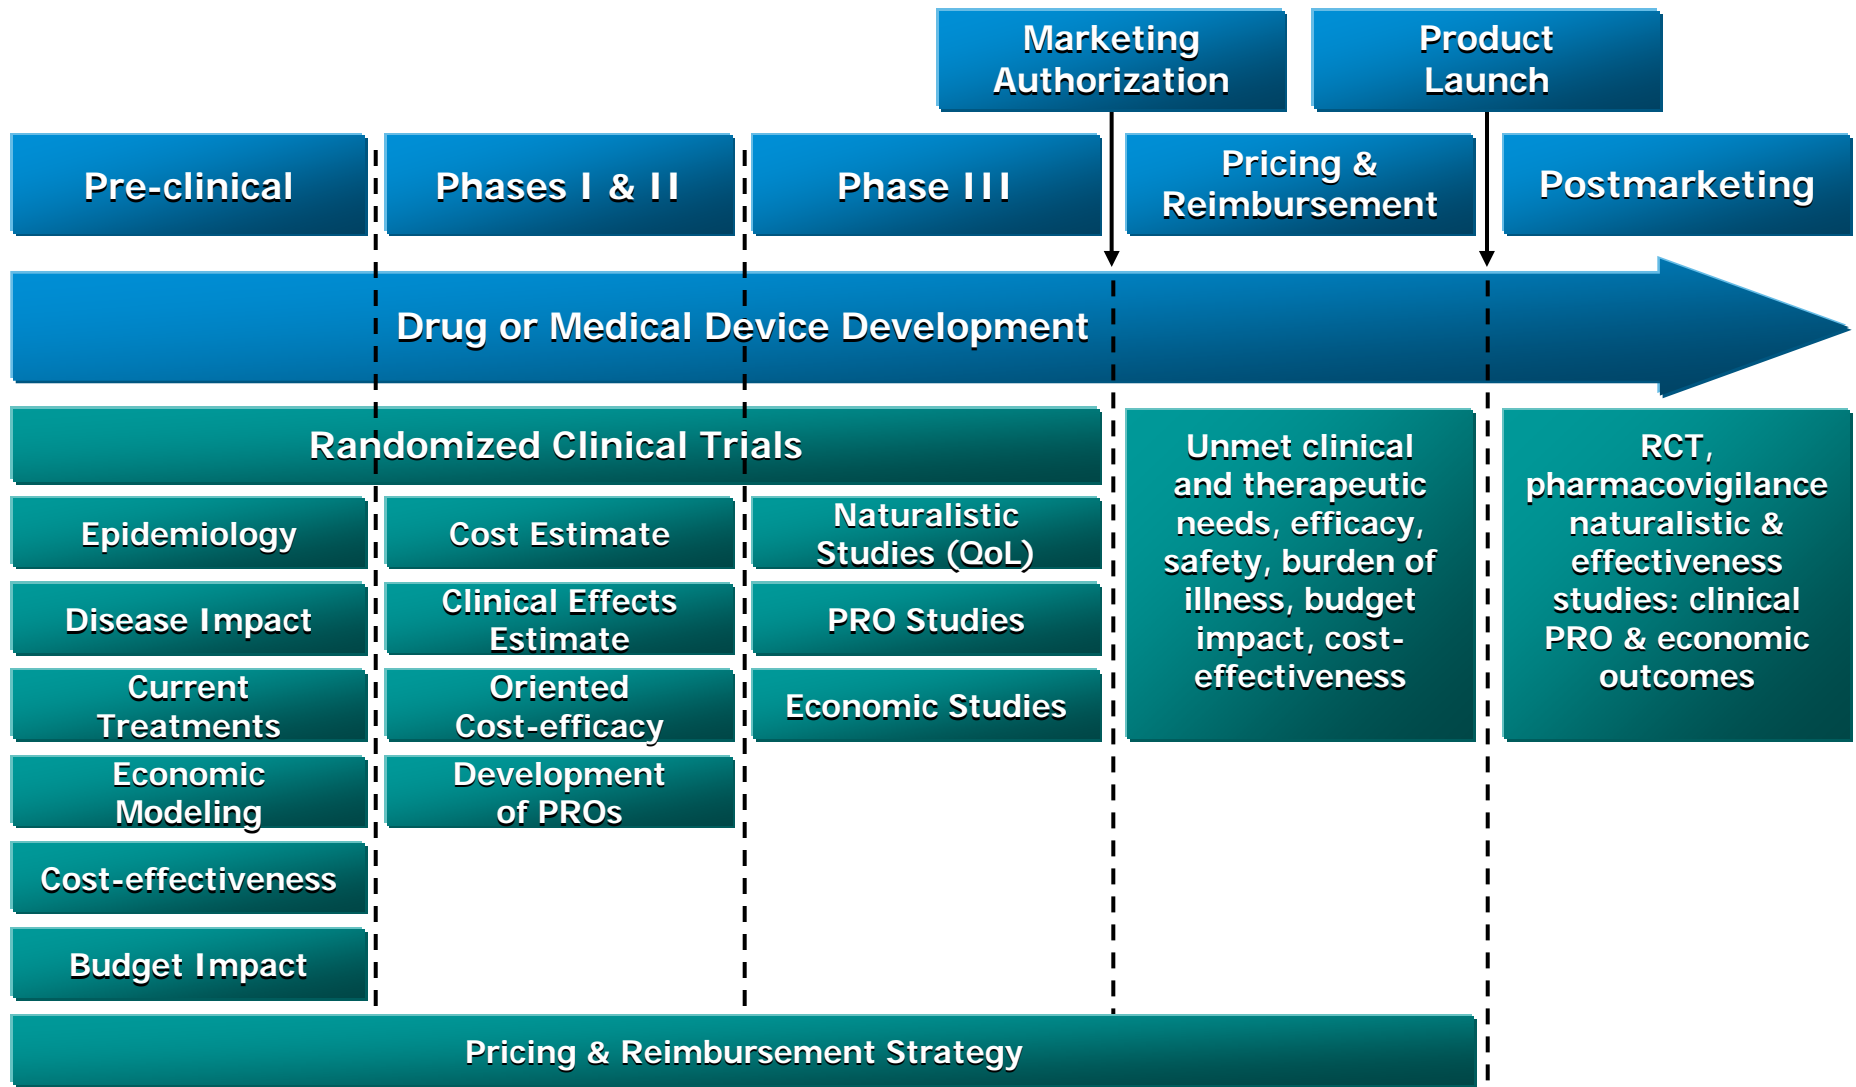 Marketing
Authorization
Product
Launch
Pre-clinical
Phases I & II
Phase III
Pricing &
Reimbursement
Postmarketing
Drug or Medical Device Development
Randomized Clinical Trials
Epidemiology
Disease Impact
Current
Treatments
Economic
Modeling
Cost-effectiveness
Budget Impact
Cost Estimate
Clinical Effects
Estimate
Oriented
Cost-efficacy
Development
of PROs
Naturalistic
Studies (QoL)
PRO Studies
Economic Studies
Unmet clinical
and therapeutic
needs, efficacy,
safety, burden of
illness, budget
impact, cost-
effectiveness
RCT,
pharmacovigilance
naturalistic &
effectiveness
studies: clinical
PRO & economic
outcomes
Pricing & Reimbursement Strategy